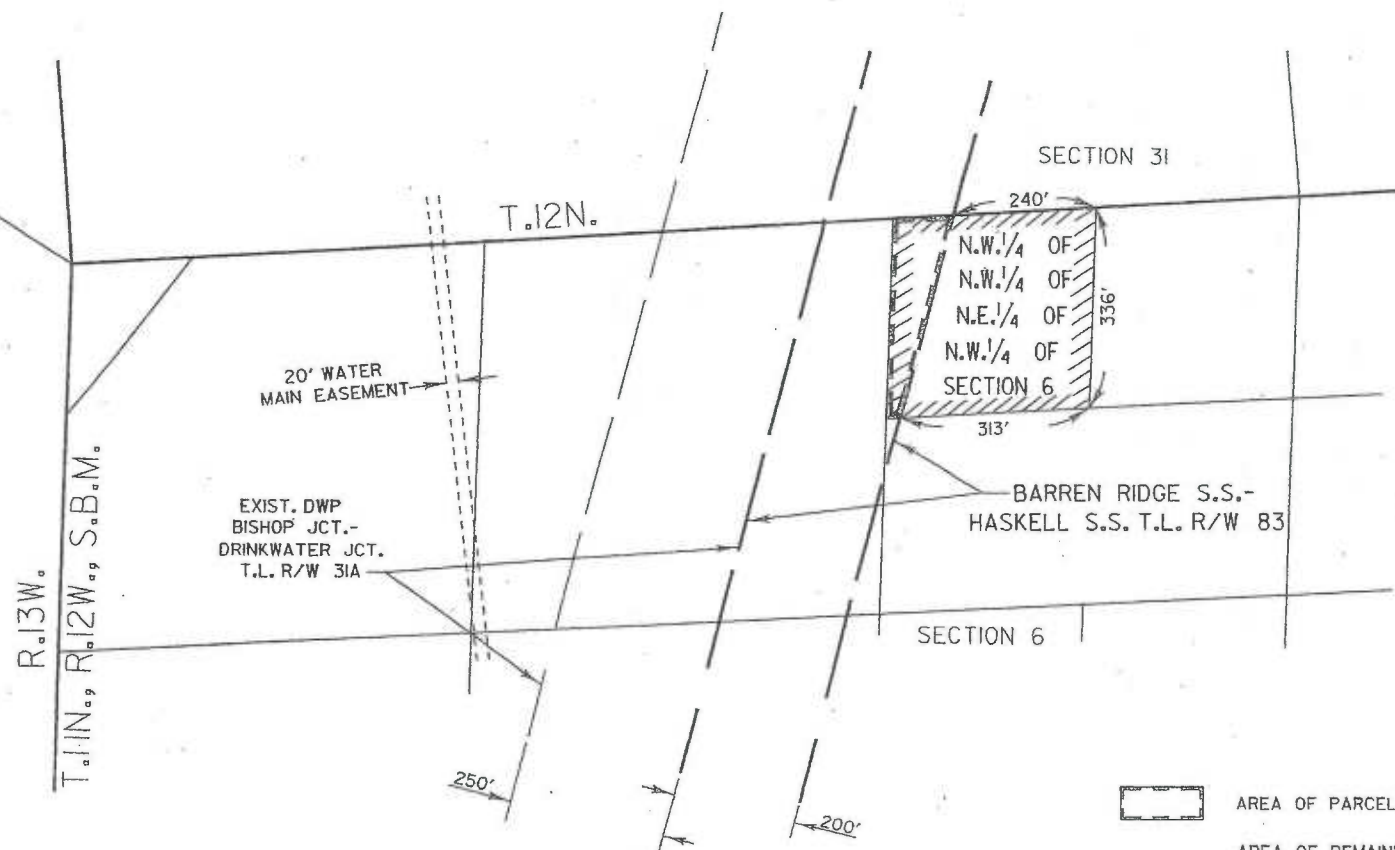 SECTION 31
T.12N.
240'
N.W.1/4 OF
N.W.1/4 OF
N.E.1/4 OF
N.W.1/4 OF
SECTION 6
336'
313'
20' WATER
MAIN EASEMENT
EXIST. DWP
BISHOP JCT.-
DRINKWATER JCT.
T.L. R/W 31A
BARREN RIDGE S.S.-
HASKELL S.S. T.L. R/W 83
SECTION 6
R.13W.
T.11N., R.12W., S.B.M.
250'
200'
AREA OF PARCEL